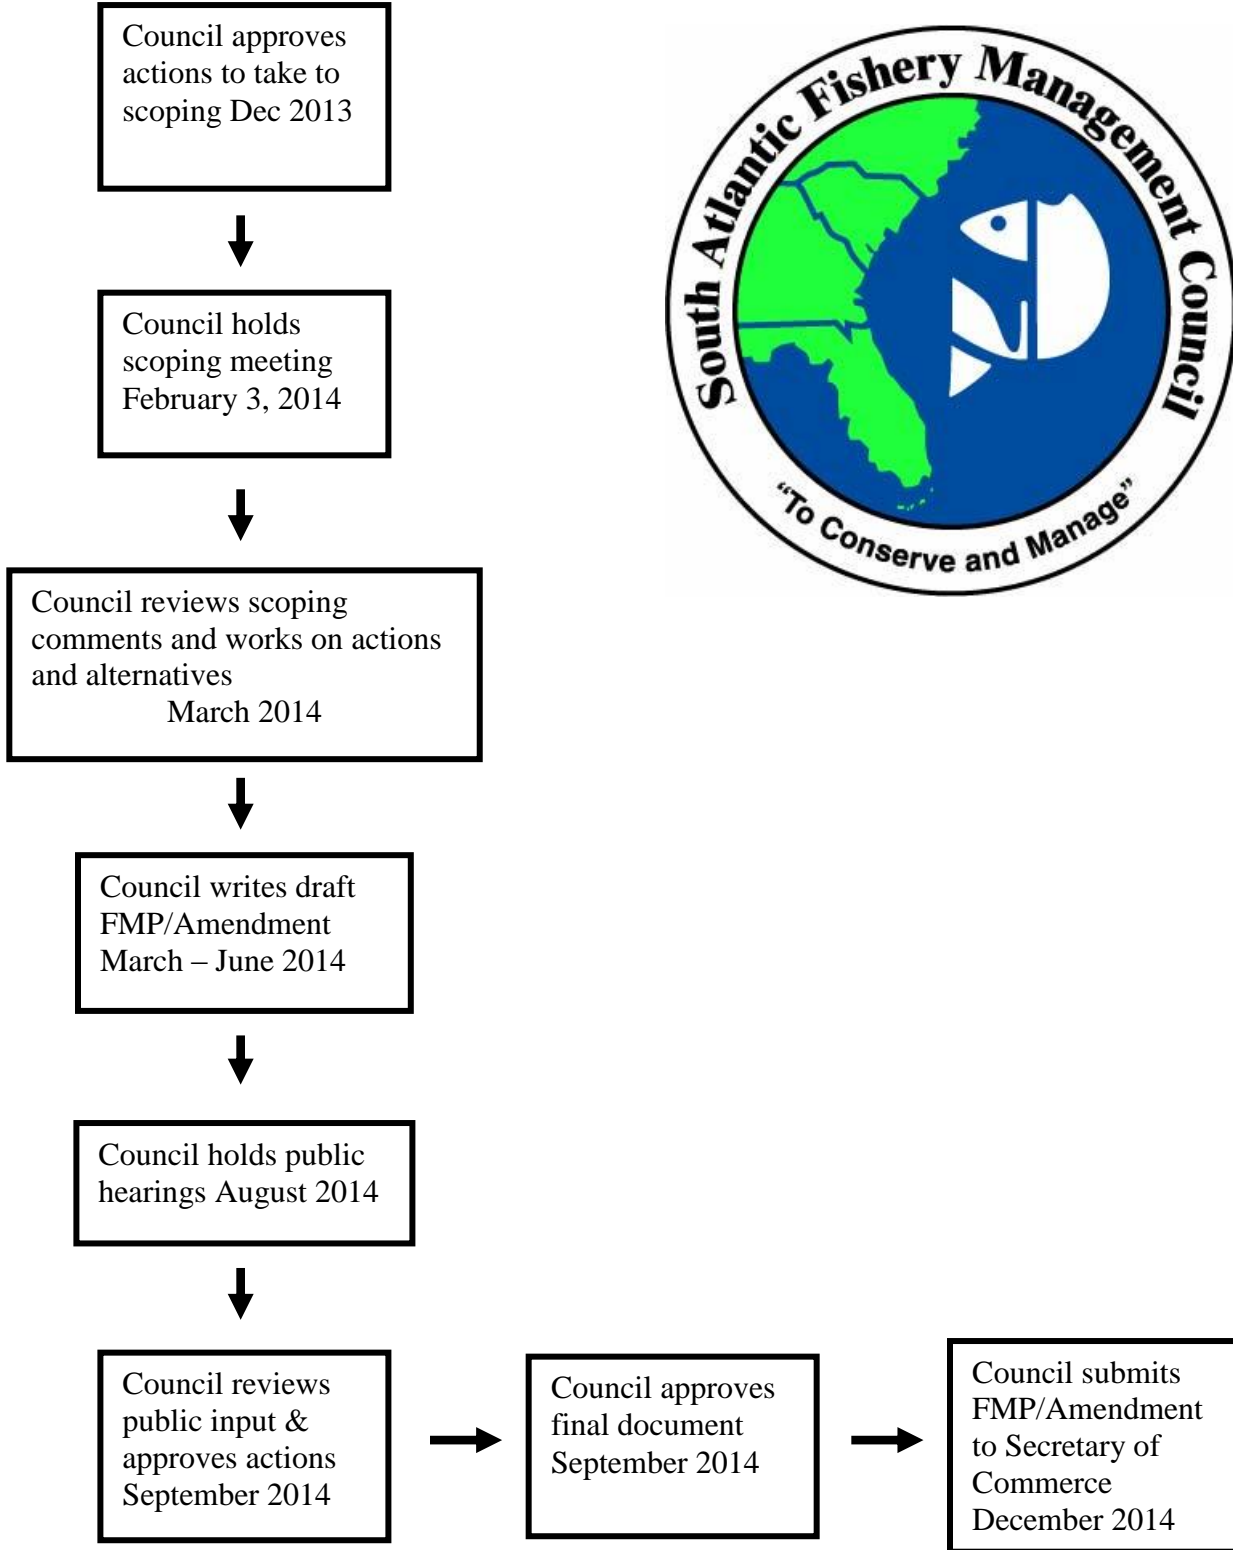 Council approves
actions to take to
scoping Dec 2013
South Atlantic Fishery Management Council
“To Conserve and Manage”
Council holds
scoping meeting
February 3, 2014
Council reviews scoping
comments and works on actions
and alternatives
March 2014
Council writes draft
FMP/Amendment
March – June 2014
Council holds public
hearings August 2014
Council reviews
public input &
approves actions
September 2014
Council approves
final document
September 2014
Council submits
FMP/Amendment
to Secretary of
Commerce
December 2014